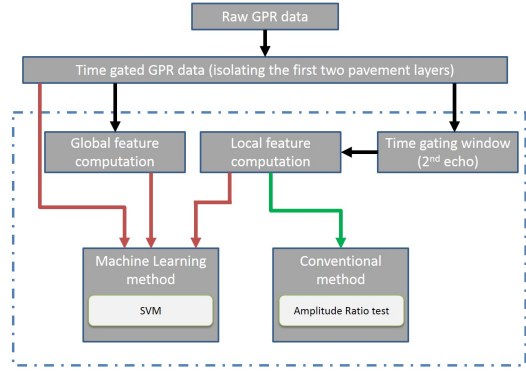 Raw GPR data
Time gated GPR data (isolating the first two pavement layers)
Global feature
computation
Local feature
computation
Time gating window
(2nd echo)
Machine Learning
method
SVM
Conventional
method
Amplitude Ratio test